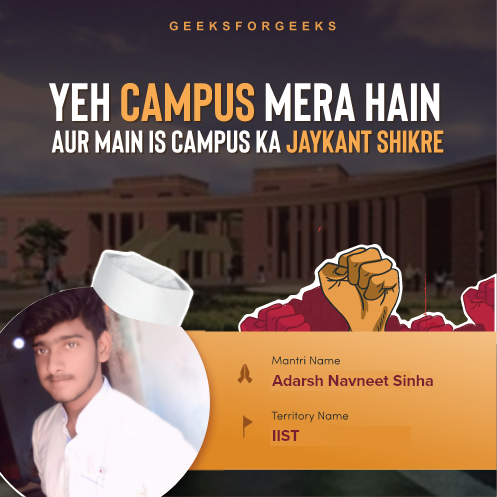 GEEKSFORGEEKS
YEH CAMPUS MERA HAIN
AUR MAIN IS CAMPUS KA JAYKANT SHIKRE
Mantri Name
Adarsh Navneet Sinha
Territory Name
IIST